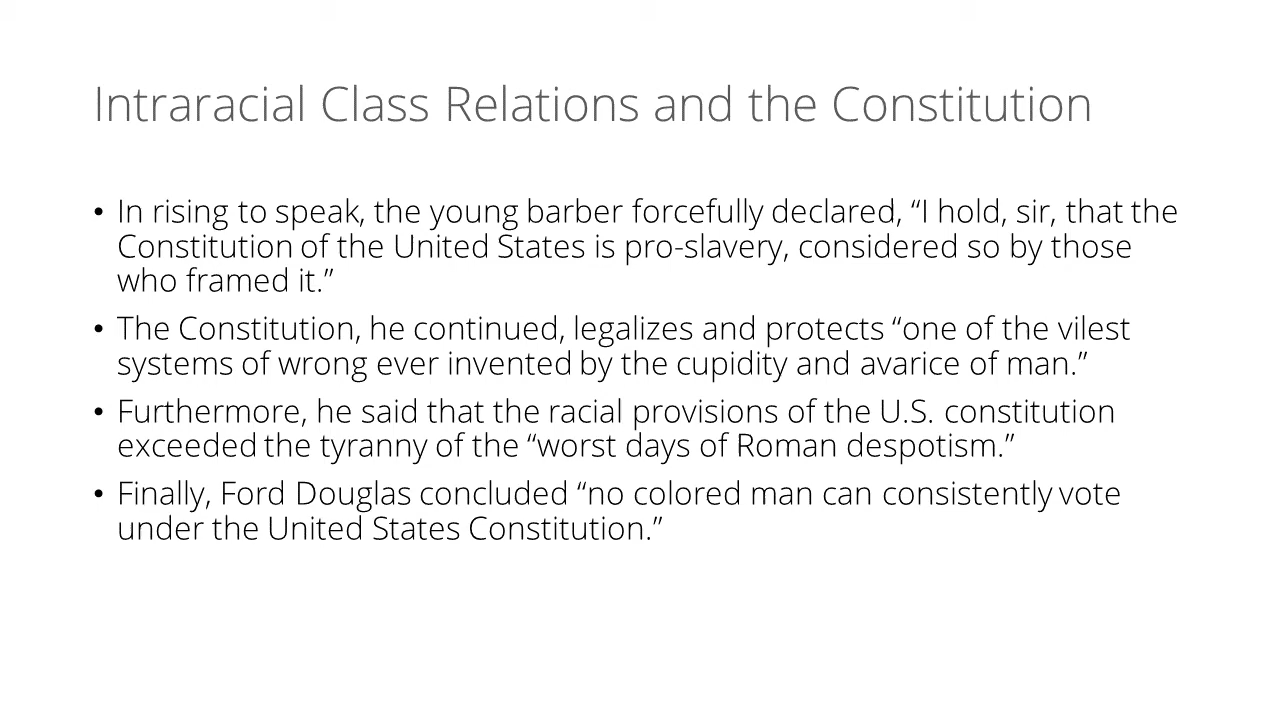 Intraracial Class Relations and the Constitution
• In rising to speak, the young barber forcefully declared, “I hold, sir, that the
Constitution of the United States is pro-slavery, considered so by those
who framed it.”
• The Constitution, he continued, legalizes and protects “one of the vilest
systems of wrong ever invented by the cupidity and avarice of man.”
• Furthermore, he said that the racial provisions of the U.S. constitution
exceeded the tyranny of the “worst days of Roman despotism.”
• Finally, Ford Douglas concluded “no colored man can consistently vote
under the United States Constitution.”